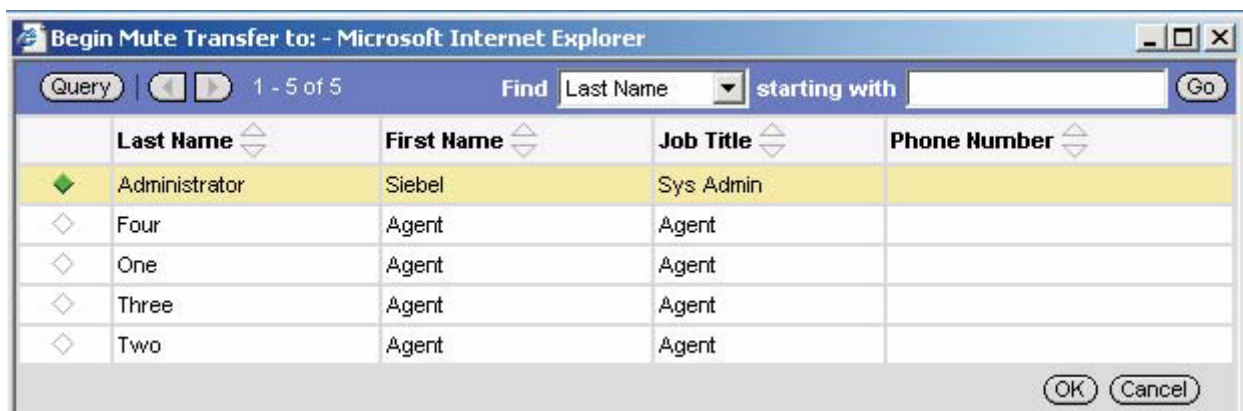 Begin Mute Transfer to: - Microsoft Internet Explorer
Query | 1 - 5 of 5 Find Last Name starting with Go
Last Name First Name Job Title Phone Number
Administrator Siebel Sys Admin
Four Agent Agent
One Agent Agent
Three Agent Agent
Two Agent Agent
OK Cancel